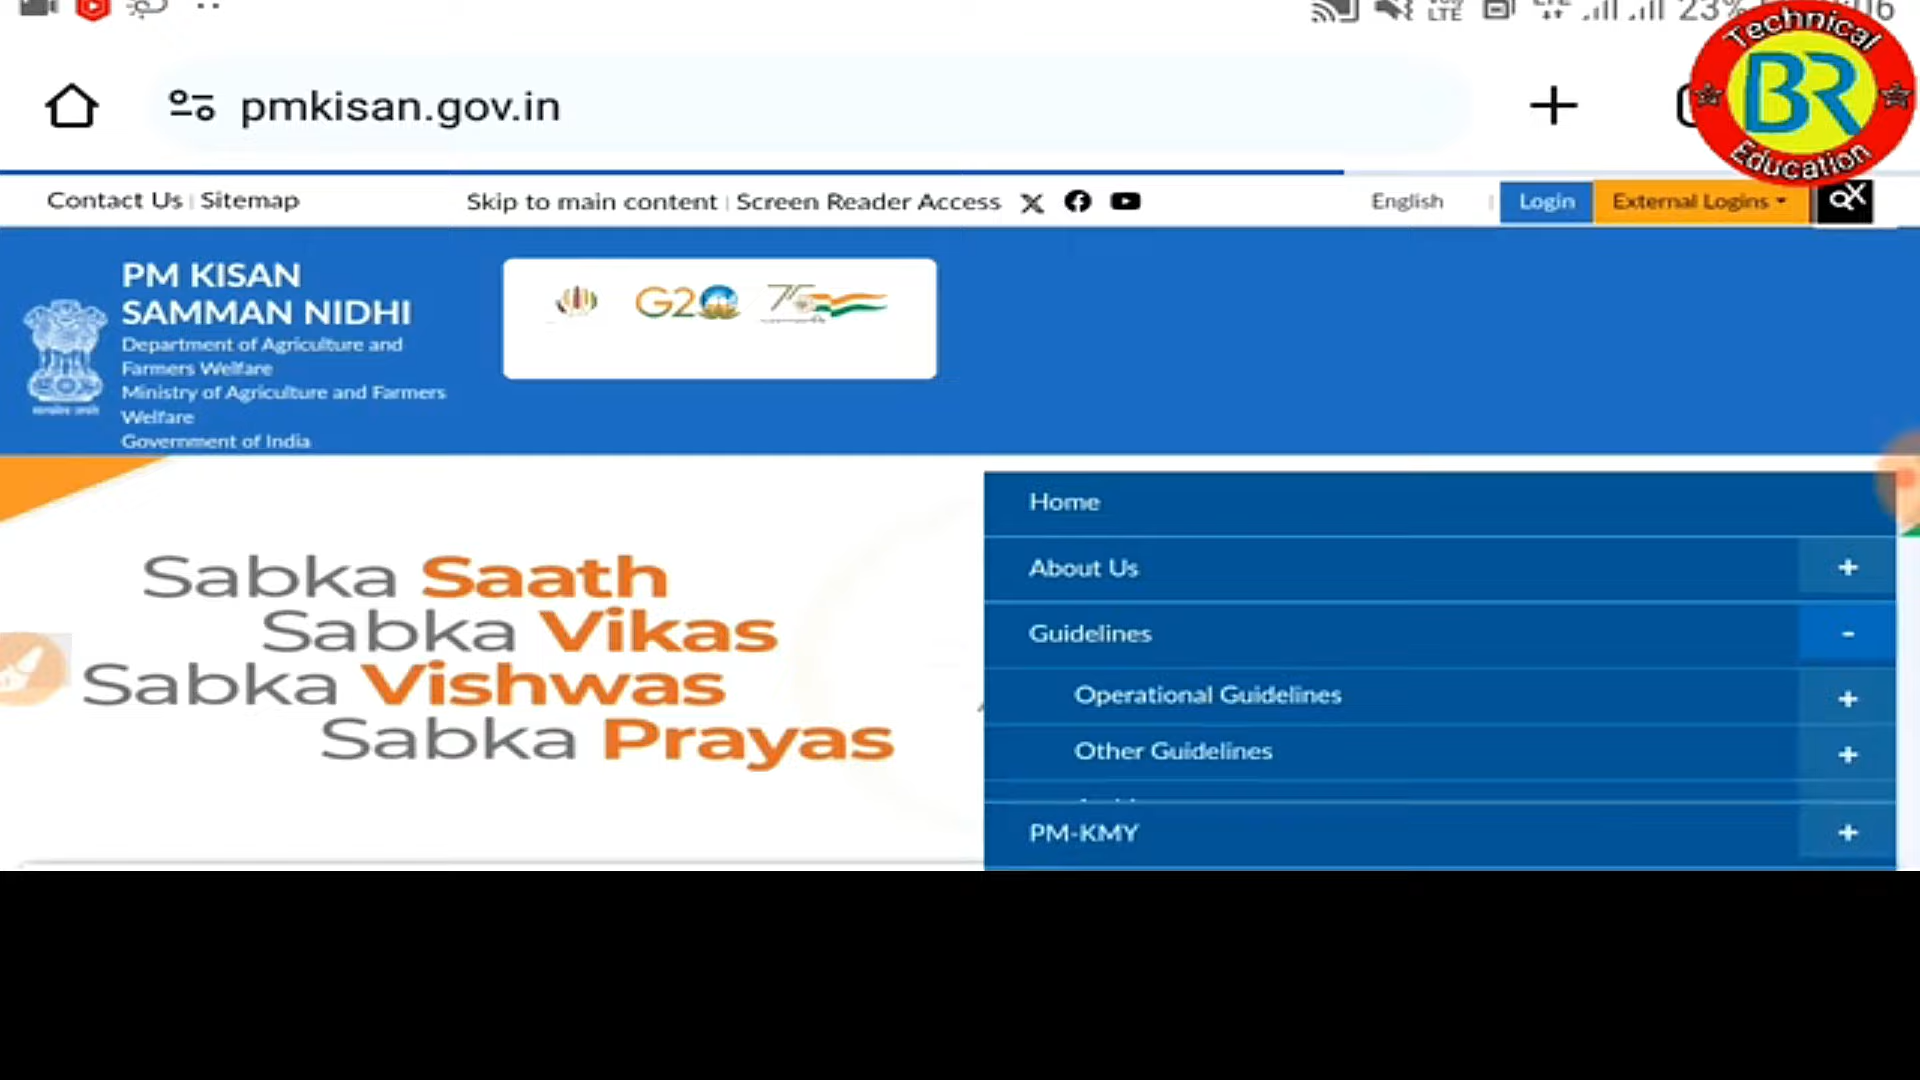 LTE
23%
Technical
BR
Education
pmkisan.gov.in
Contact Us | Sitemap
Skip to main content | Screen Reader Access
English
Login
External Logins
PM KISAN
SAMMAN NIDHI
Department of Agriculture and
Farmers Welfare
Ministry of Agriculture and Farmers
Welfare
Government of India
G20
75
Sabka Saath
Sabka Vikas
Sabka Vishwas
Sabka Prayas
Home
About Us +
Guidelines -
Operational Guidelines +
Other Guidelines +
PM-KMY +